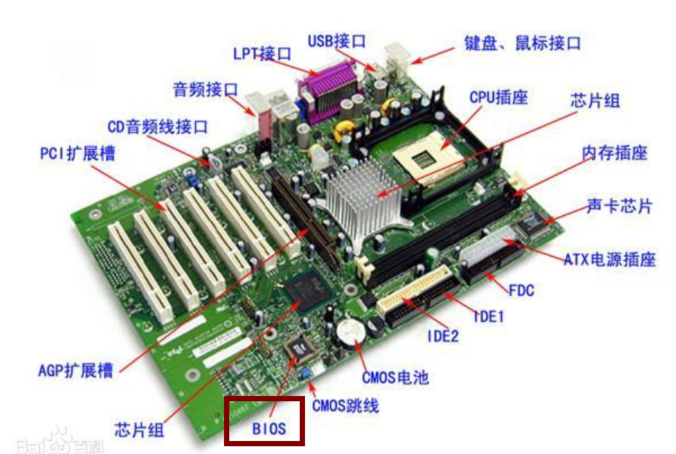 USB接口
键盘、鼠标接口
LPT接口
音频接口
CPU插座
芯片组
CD音频线接口
PCI扩展槽
内存插座
声卡芯片
ATX电源插座
FDC
IDE1
IDE2
AGP扩展槽
CMOS电池
CMOS跳线
芯片组
BIOS
Baidu百科